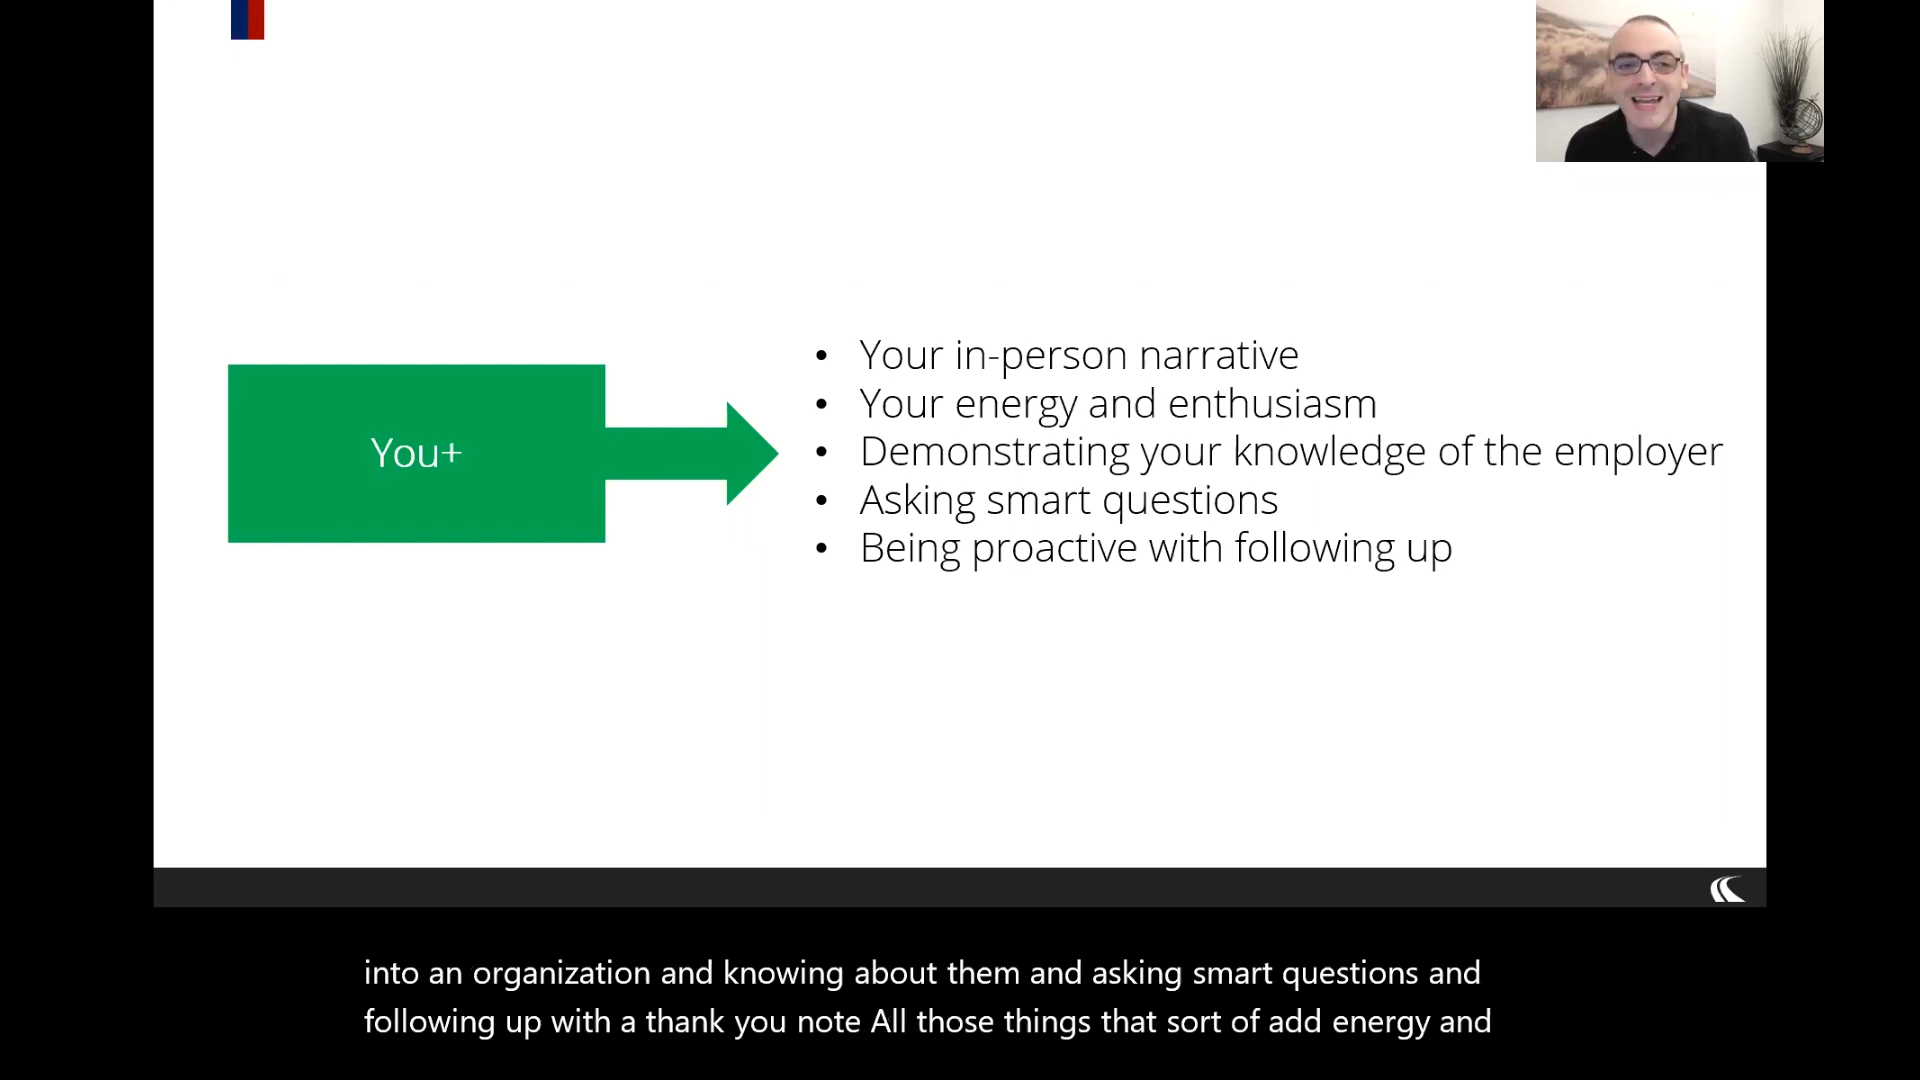 You+
• Your in-person narrative
• Your energy and enthusiasm
• Demonstrating your knowledge of the employer
• Asking smart questions
• Being proactive with following up
into an organization and knowing about them and asking smart questions and
following up with a thank you note All those things that sort of add energy and